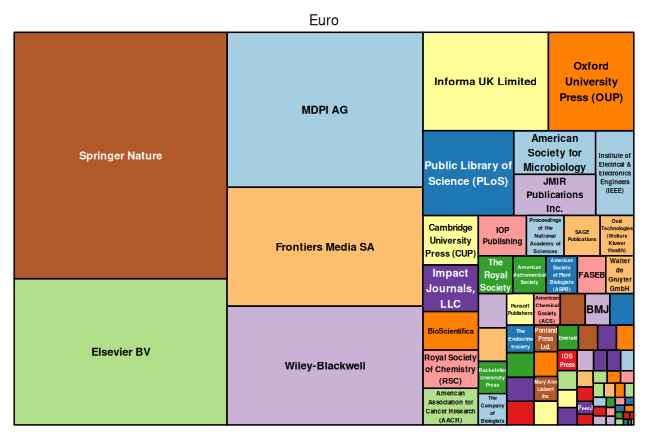 Euro
Springer Nature
Elsevier BV
MDPI AG
Frontiers Media SA
Wiley-Blackwell
Informa UK Limited
Oxford
University
Press (OUP)
Public Library of
Science (PLoS)
American
Society for
Microbiology
JMIR
Publications
Inc.
Institute of
Electrical &
Electronics
Engineers
(IEEE)
Cambridge
University
Press (CUP)
IOP
Publishing
Proceedings
of the
National
Academy of
Sciences
SAGE
Publications
Ovid
Technologies
(Wolters
Kluwer
Health)
Impact
Journals,
LLC
The
Royal
Society
American
Astronomical
Society
American
Society
of Plant
Biologists
(ASPB)
FASEB
Walter
de
Gruyter
GmbH
BioScientifica
Pensoft
Publishers
American
Chemical
Society
(ACS)
BMJ
The
Endocrine
Society
Portland
Press
Ltd.
Emerald
Royal Society
of Chemistry
(RSC)
Rockefeller
University
Press
IOS
Press
Mary Ann
Liebert
Inc
American
Association for
Cancer Research
(AACR)
The
Company
of
Biologists
PeerJ